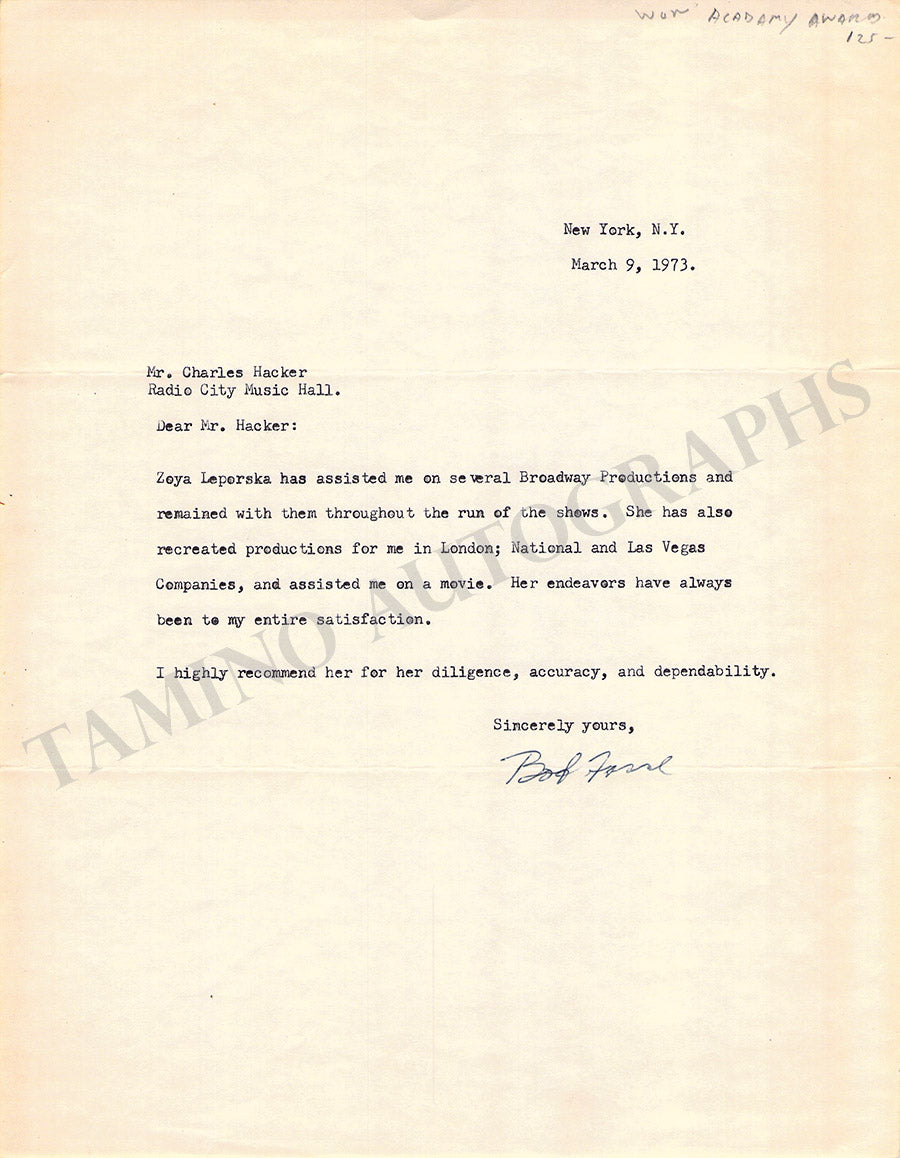 WON ACADAMY AWARD
125-
New York, N.Y.
March 9, 1973.
Mr. Charles Hacker
Radio City Music Hall.
Dear Mr. Hacker:
Zoya Leporska has assisted me on several Broadway Productions and
remained with them throughout the run of the shows. She has also
recreated productions for me in London; National and Las Vegas
Companies, and assisted me on a movie. Her endeavors have always
been to my entire satisfaction.
I highly recommend her for her diligence, accuracy, and dependability.
Sincerely yours,
Bob Fosse
TAMINO AUTOGRAPHS